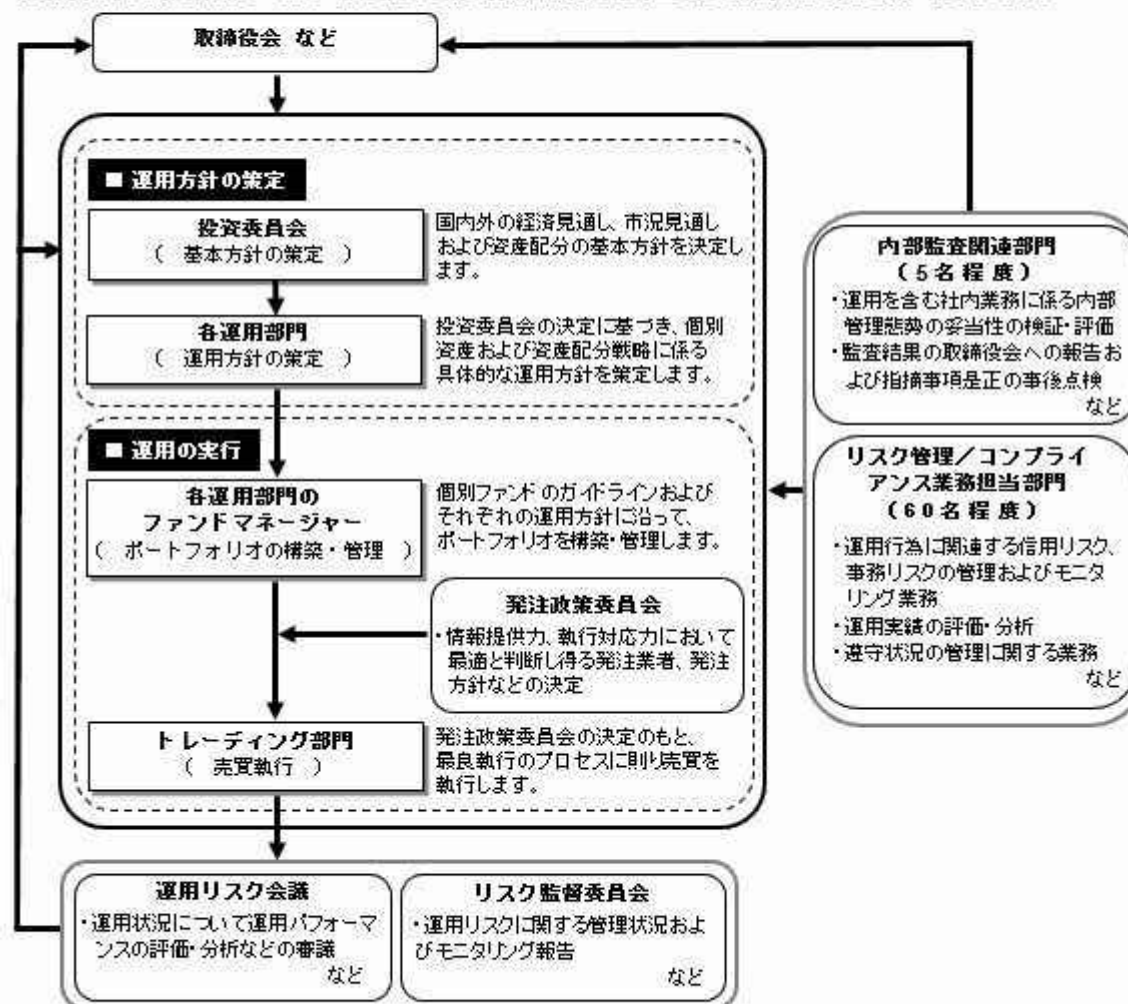 取締役会 など
■ 運用方針の策定
投資委員会
( 基本方針の策定 )
国内外の経済見通し、市況見通し
および資産配分の基本方針を決定し
ます。
各運用部門
( 運用方針の策定 )
投資委員会の決定に基づき、個別
資産および資産配分戦略に係る
具体的な運用方針を策定します。
■ 運用の実行
各運用部門の
ファンドマネージャー
( ポートフォリオの構築・管理 )
個別ファンドのガイドラインおよび
それぞれの運用方針に沿って、
ポートフォリオを構築・管理します。
発注政策委員会
・情報提供力、執行対応力において
最適と判断し得る発注業者、発注
方針などの決定
トレーディング部門
( 売買執行 )
発注政策委員会の決定のもと、
最良執行のプロセスに則り売買を
執行します。
内部監査関連部門
(5名程度)
・運用を含む社内業務に係る内部
管理態勢の妥当性の検証・評価
・監査結果の取締役会への報告お
よび指摘事項是正の事後点検
など
リスク管理/コンプライ
アンス業務担当部門
(60名程度)
・運用行為に関連する信用リスク、
事務リスクの管理およびモニタ
リング業務
・運用実績の評価・分析
・遵守状況の管理に関する業務
など
運用リスク会議
・運用状況について運用パフォーマ
ンスの評価・分析などの審議
など
リスク監督委員会
・運用リスクに関する管理状況およ
びモニタリング報告
など